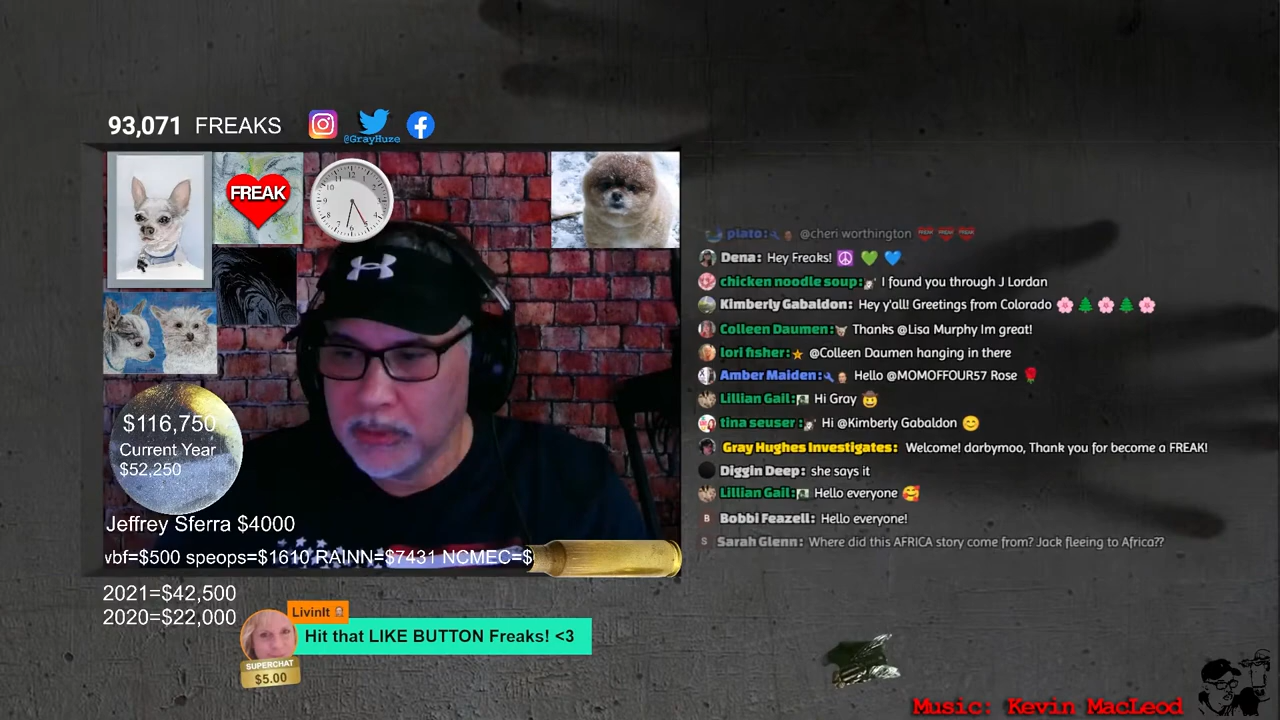 93,071 FREAKS
@GrayHuze
FREAK
$116,750
Current Year
$52,250
Jeffrey Sferra $4000
vbf=$500 speops=$1610 RAINN=$7431 NCMEC=$
2021=$42,500
2020=$22,000
LivinIt
Hit that LIKE BUTTON Freaks! <3
SUPERCHAT
$5.00
plato: @cheri worthington
Dena: Hey Freaks!
chicken noodle soup: I found you through J Lordan
Kimberly Gabaldon: Hey y'all! Greetings from Colorado
Colleen Daumen: Thanks @Lisa Murphy Im great!
lori fisher: @Colleen Daumen hanging in there
Amber Maiden: Hello @MOMOFFOUR57 Rose
Lillian Gail: Hi Gray
tina seuser: Hi @Kimberly Gabaldon
Gray Hughes Investigates: Welcome! darbymoo, Thank you for become a FREAK!
Diggin Deep: she says it
Lillian Gail: Hello everyone
B Bobbi Feazell: Hello everyone!
S Sarah Glenn: Where did this AFRICA story come from? Jack fleeing to Africa??
Music: Kevin MacLeod